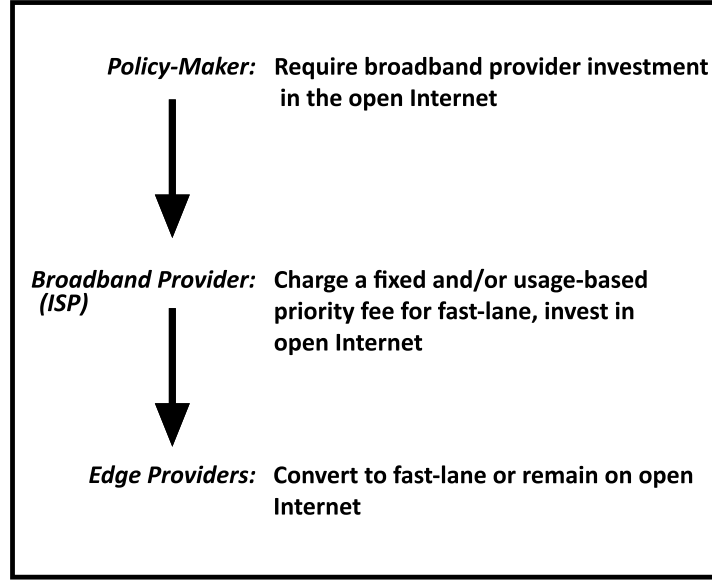 Policy-Maker: Require broadband provider investment
in the open Internet
Broadband Provider: Charge a fixed and/or usage-based
(ISP) priority fee for fast-lane, invest in
open Internet
Edge Providers: Convert to fast-lane or remain on open
Internet